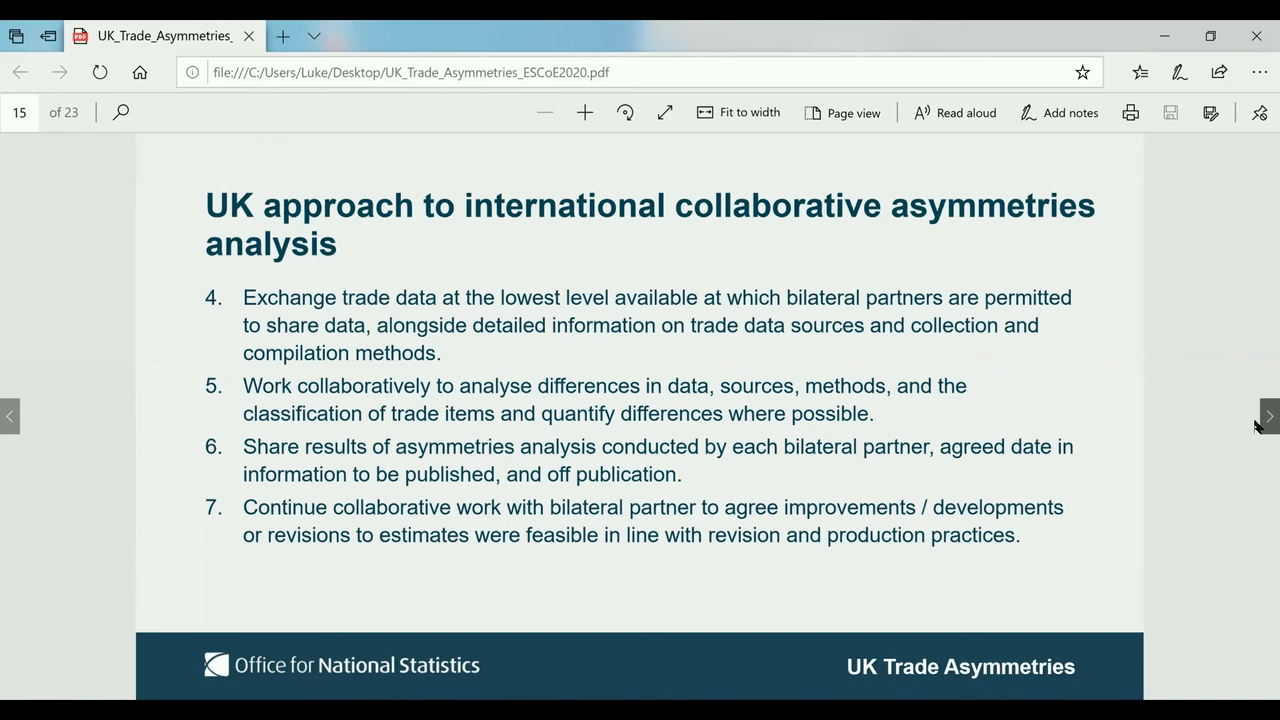 UK_Trade_Asymmetries_
file:///C:/Users/Luke/Desktop/UK_Trade_Asymmetries_ESCoE2020.pdf
15 of 23 Fit to width Page view Read aloud Add notes
UK approach to international collaborative asymmetries
analysis
4. Exchange trade data at the lowest level available at which bilateral partners are permitted
to share data, alongside detailed information on trade data sources and collection and
compilation methods.
5. Work collaboratively to analyse differences in data, sources, methods, and the
classification of trade items and quantify differences where possible.
6. Share results of asymmetries analysis conducted by each bilateral partner, agreed date in
information to be published, and off publication.
7. Continue collaborative work with bilateral partner to agree improvements / developments
or revisions to estimates were feasible in line with revision and production practices.
Office for National Statistics UK Trade Asymmetries